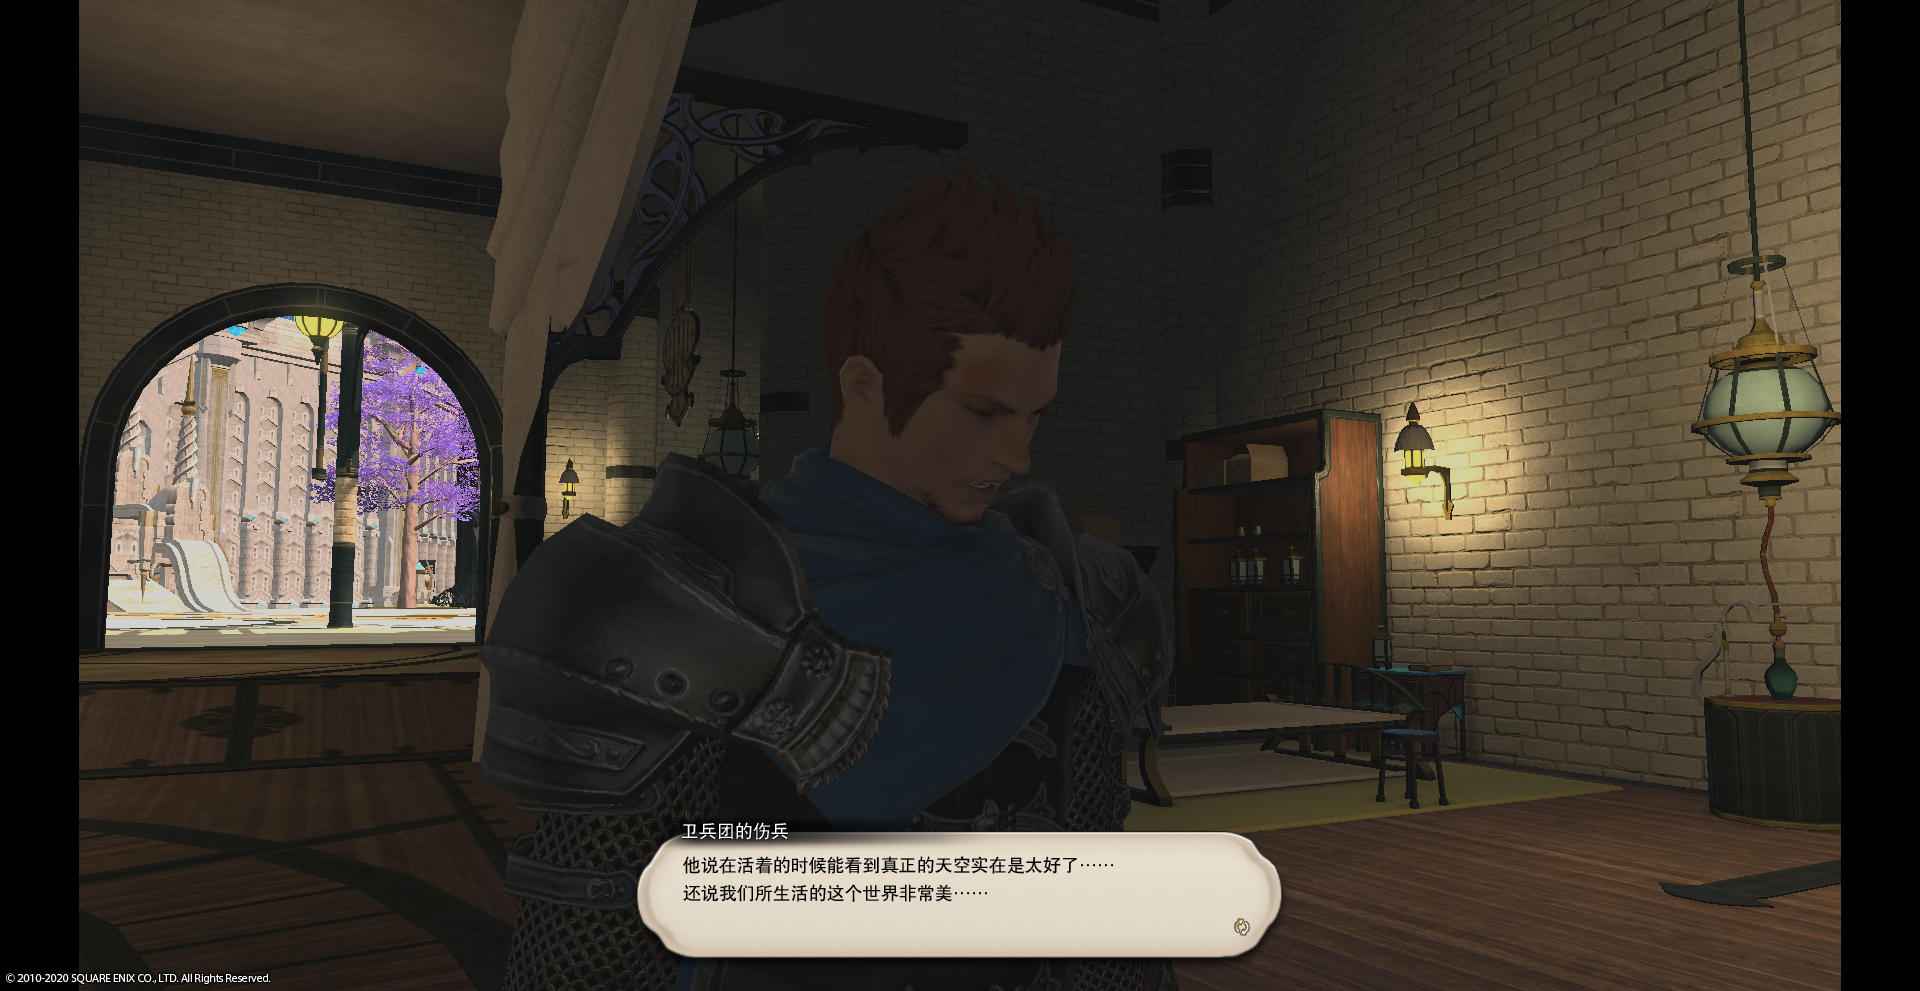 卫兵团的伤兵
他说在活着的时候能看到真正的天空实在是太好了……
还说我们所生活的这个世界非常美……
© 2010-2020 SQUARE ENIX CO., LTD. All Rights Reserved.